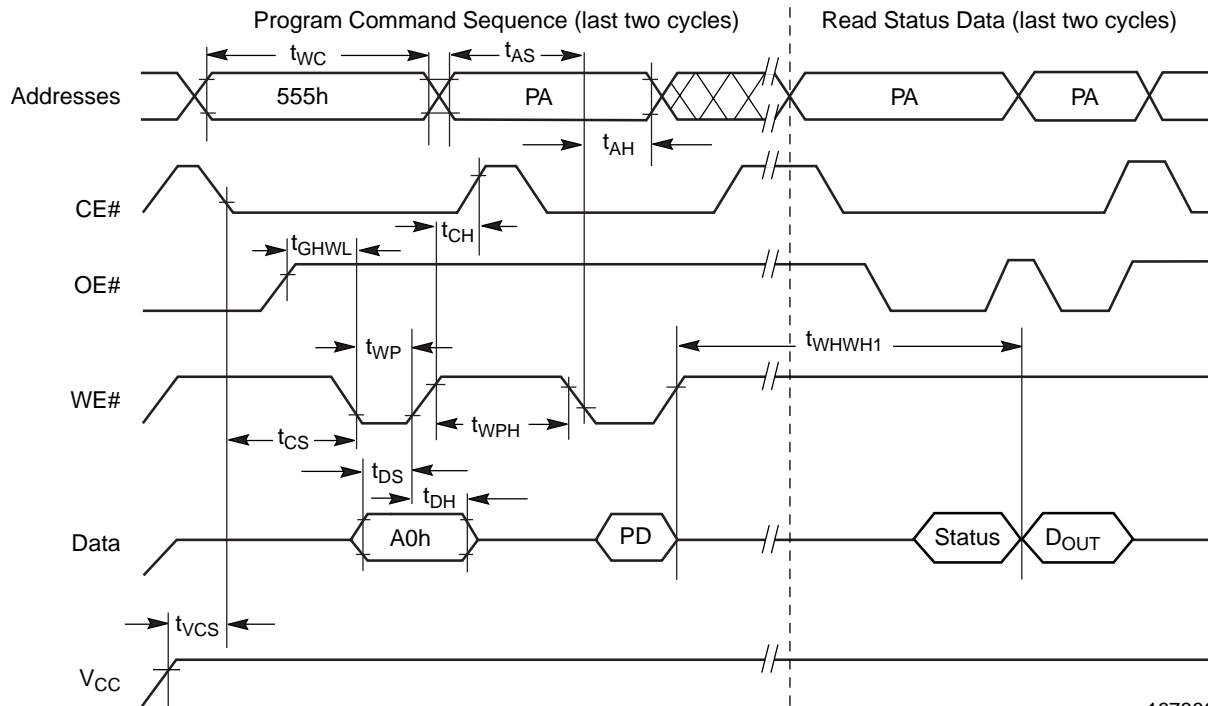 Program Command Sequence (last two cycles)
Read Status Data (last two cycles)
tWC
tAS
Addresses
555h
PA
PA
PA
tAH
CE#
tCH
tGHWL
OE#
tWP
tWHWH1
WE#
tWPH
tCS
tDS
tDH
Data
A0h
PD
Status
DOUT
tVCS
VCC